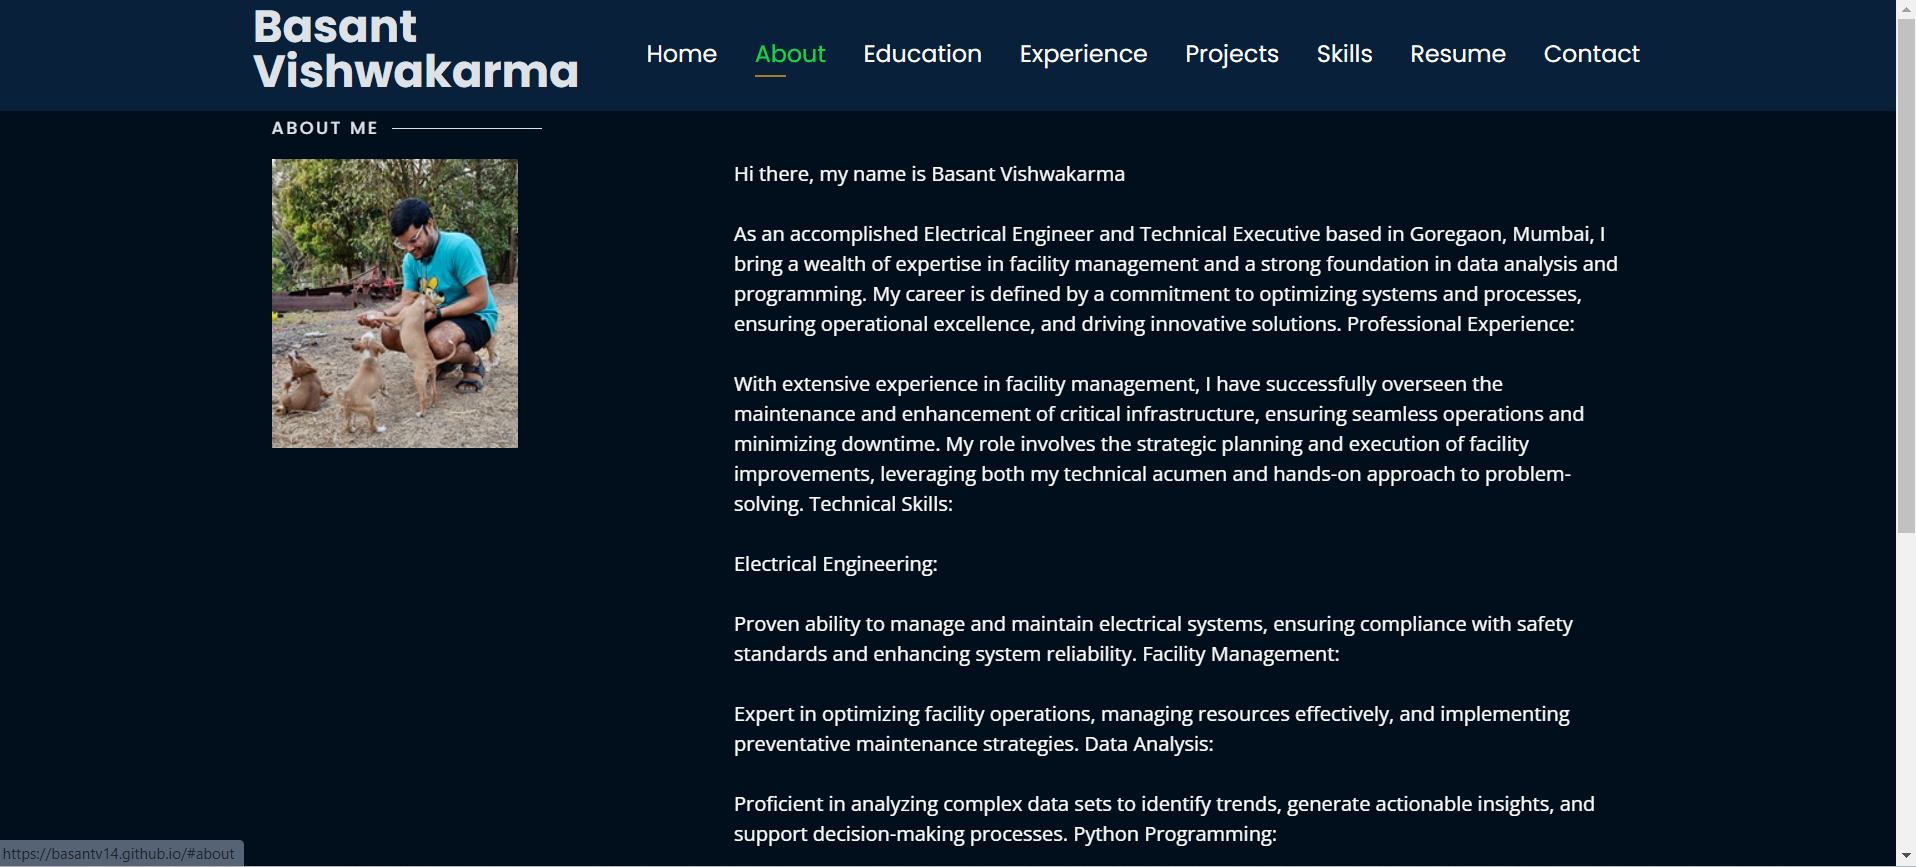 Basant
Vishwakarma
Home About Education Experience Projects Skills Resume Contact
ABOUT ME
Hi there, my name is Basant Vishwakarma
As an accomplished Electrical Engineer and Technical Executive based in Goregaon, Mumbai, I
bring a wealth of expertise in facility management and a strong foundation in data analysis and
programming. My career is defined by a commitment to optimizing systems and processes,
ensuring operational excellence, and driving innovative solutions. Professional Experience:
With extensive experience in facility management, I have successfully overseen the
maintenance and enhancement of critical infrastructure, ensuring seamless operations and
minimizing downtime. My role involves the strategic planning and execution of facility
improvements, leveraging both my technical acumen and hands-on approach to problem-
solving. Technical Skills:
Electrical Engineering:
Proven ability to manage and maintain electrical systems, ensuring compliance with safety
standards and enhancing system reliability. Facility Management:
Expert in optimizing facility operations, managing resources effectively, and implementing
preventative maintenance strategies. Data Analysis:
Proficient in analyzing complex data sets to identify trends, generate actionable insights, and
support decision-making processes. Python Programming:
https://basantv14.github.io/#about